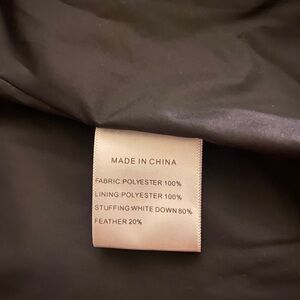 MADE IN CHINA
FABRIC:POLYESTER 100%
LINING:POLYESTER 100%
STUFFING:WHITE DOWN 80%
FEATHER 20%